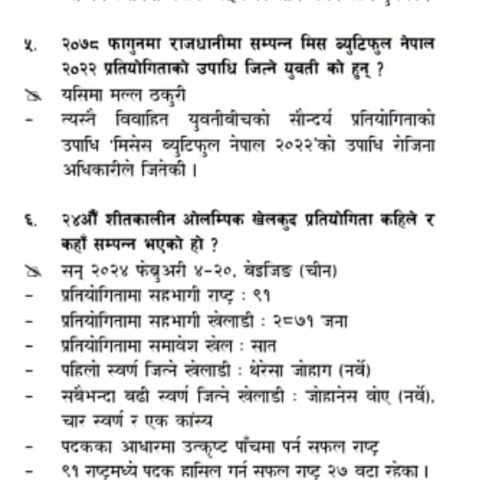 ५. २०७८ फागुनमा राजधानीमा सम्पन्न मिस ब्युटिफुल नेपाल
२०२२ प्रतियोगिताको उपाधि जित्ने युवती को हुन् ?
यसिमा मल्ल ठकुरी
- त्यस्तै विवाहित युवतीबीचको सौन्दर्य प्रतियोगिताको
उपाधि 'मिसेस ब्युटिफुल नेपाल २०२२'को उपाधि रोजिना
अधिकारीले जितेकी ।
६. २४औं शीतकालीन ओलम्पिक खेलकुद प्रतियोगिता कहिले र
कहाँ सम्पन्न भएको हो ?
सन् २०२४ फेब्रुअरी ४-२०, बेइजिङ (चीन)
- प्रतियोगितामा सहभागी राष्ट्र : ९१
- प्रतियोगितामा सहभागी खेलाडी : २८७१ जना
- प्रतियोगितामा समावेश खेल : सात
- पहिलो स्वर्ण जित्ने खेलाडी : थेरेसा जोहाग (नर्वे)
- सबैभन्दा बढी स्वर्ण जित्ने खेलाडी : जोहानेस वोए (नर्वे),
चार स्वर्ण र एक कांस्य
- पदकका आधारमा उत्कृष्ट पाँचमा पर्न सफल राष्ट्र
- ९१ राष्ट्रमध्ये पदक हासिल गर्न सफल राष्ट्र २७ वटा रहेका ।